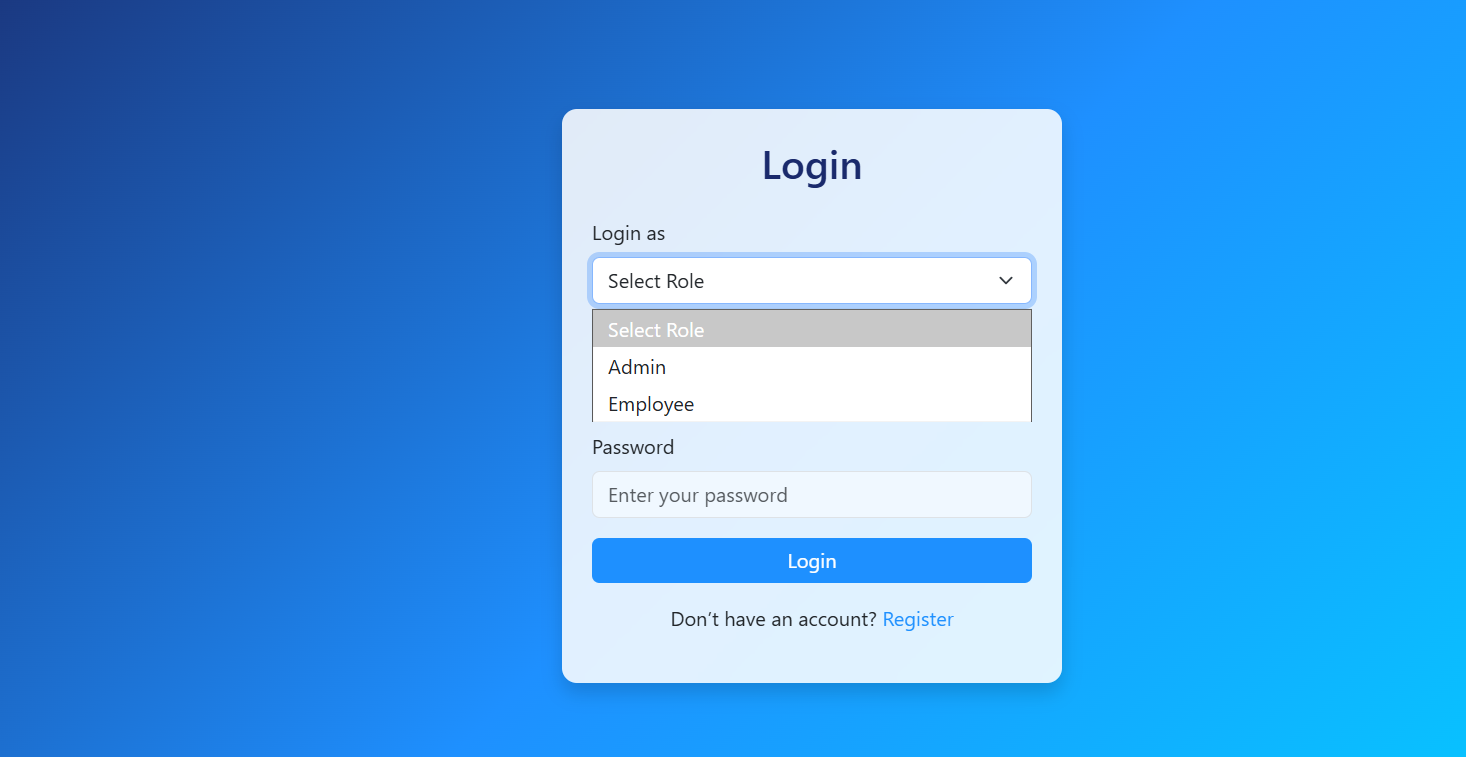 Login
Login as
Select Role
Select Role
Admin
Employee
Password
Enter your password
Login
Don’t have an account? Register